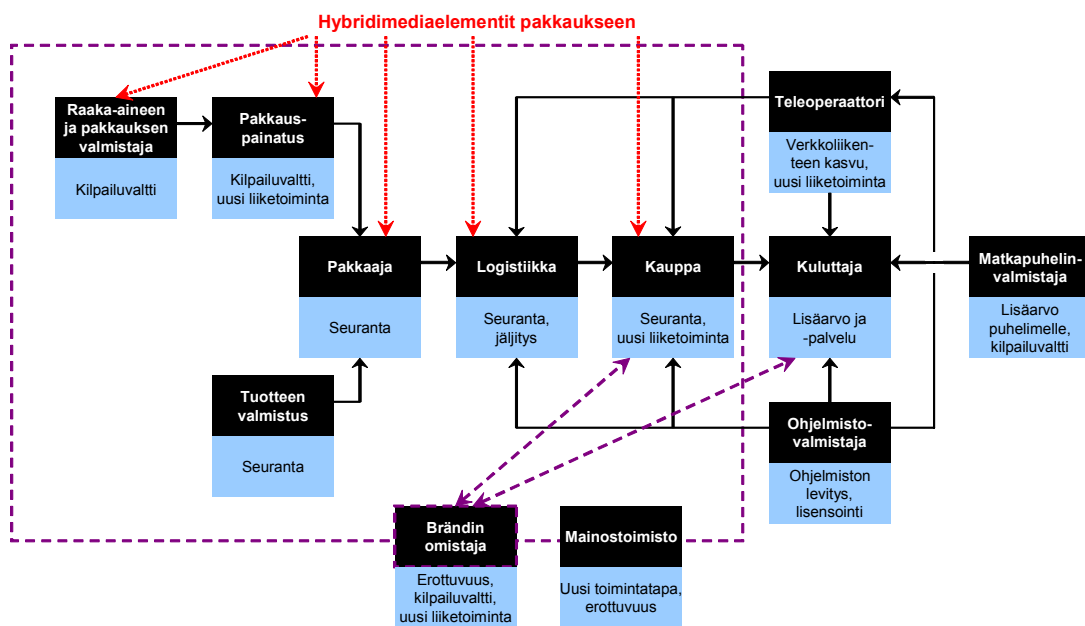 Hybridimediaelementit pakkaukseen
Raaka-aineen
ja pakkauksen
valmistaja
Kilpailuvaltti
Pakkaus-
painatus
Kilpailuvaltti,
uusi liiketoiminta
Teleoperaattori
Verkkoliiken-
teen kasvu,
uusi liiketoiminta
Pakkaaja
Seuranta
Logistiikka
Seuranta,
jäljitys
Kauppa
Seuranta,
uusi liiketoiminta
Kuluttaja
Lisäarvo ja
-palvelu
Matkapuhelin-
valmistaja
Lisäarvo
puhelimelle,
kilpailuvaltti
Tuotteen
valmistus
Seuranta
Ohjelmisto-
valmistaja
Ohjelmiston
levitys,
lisensointi
Brändin
omistaja
Erottuvuus,
kilpailuvaltti,
uusi liiketoiminta
Mainostoimisto
Uusi toimintatapa,
erottuvuus